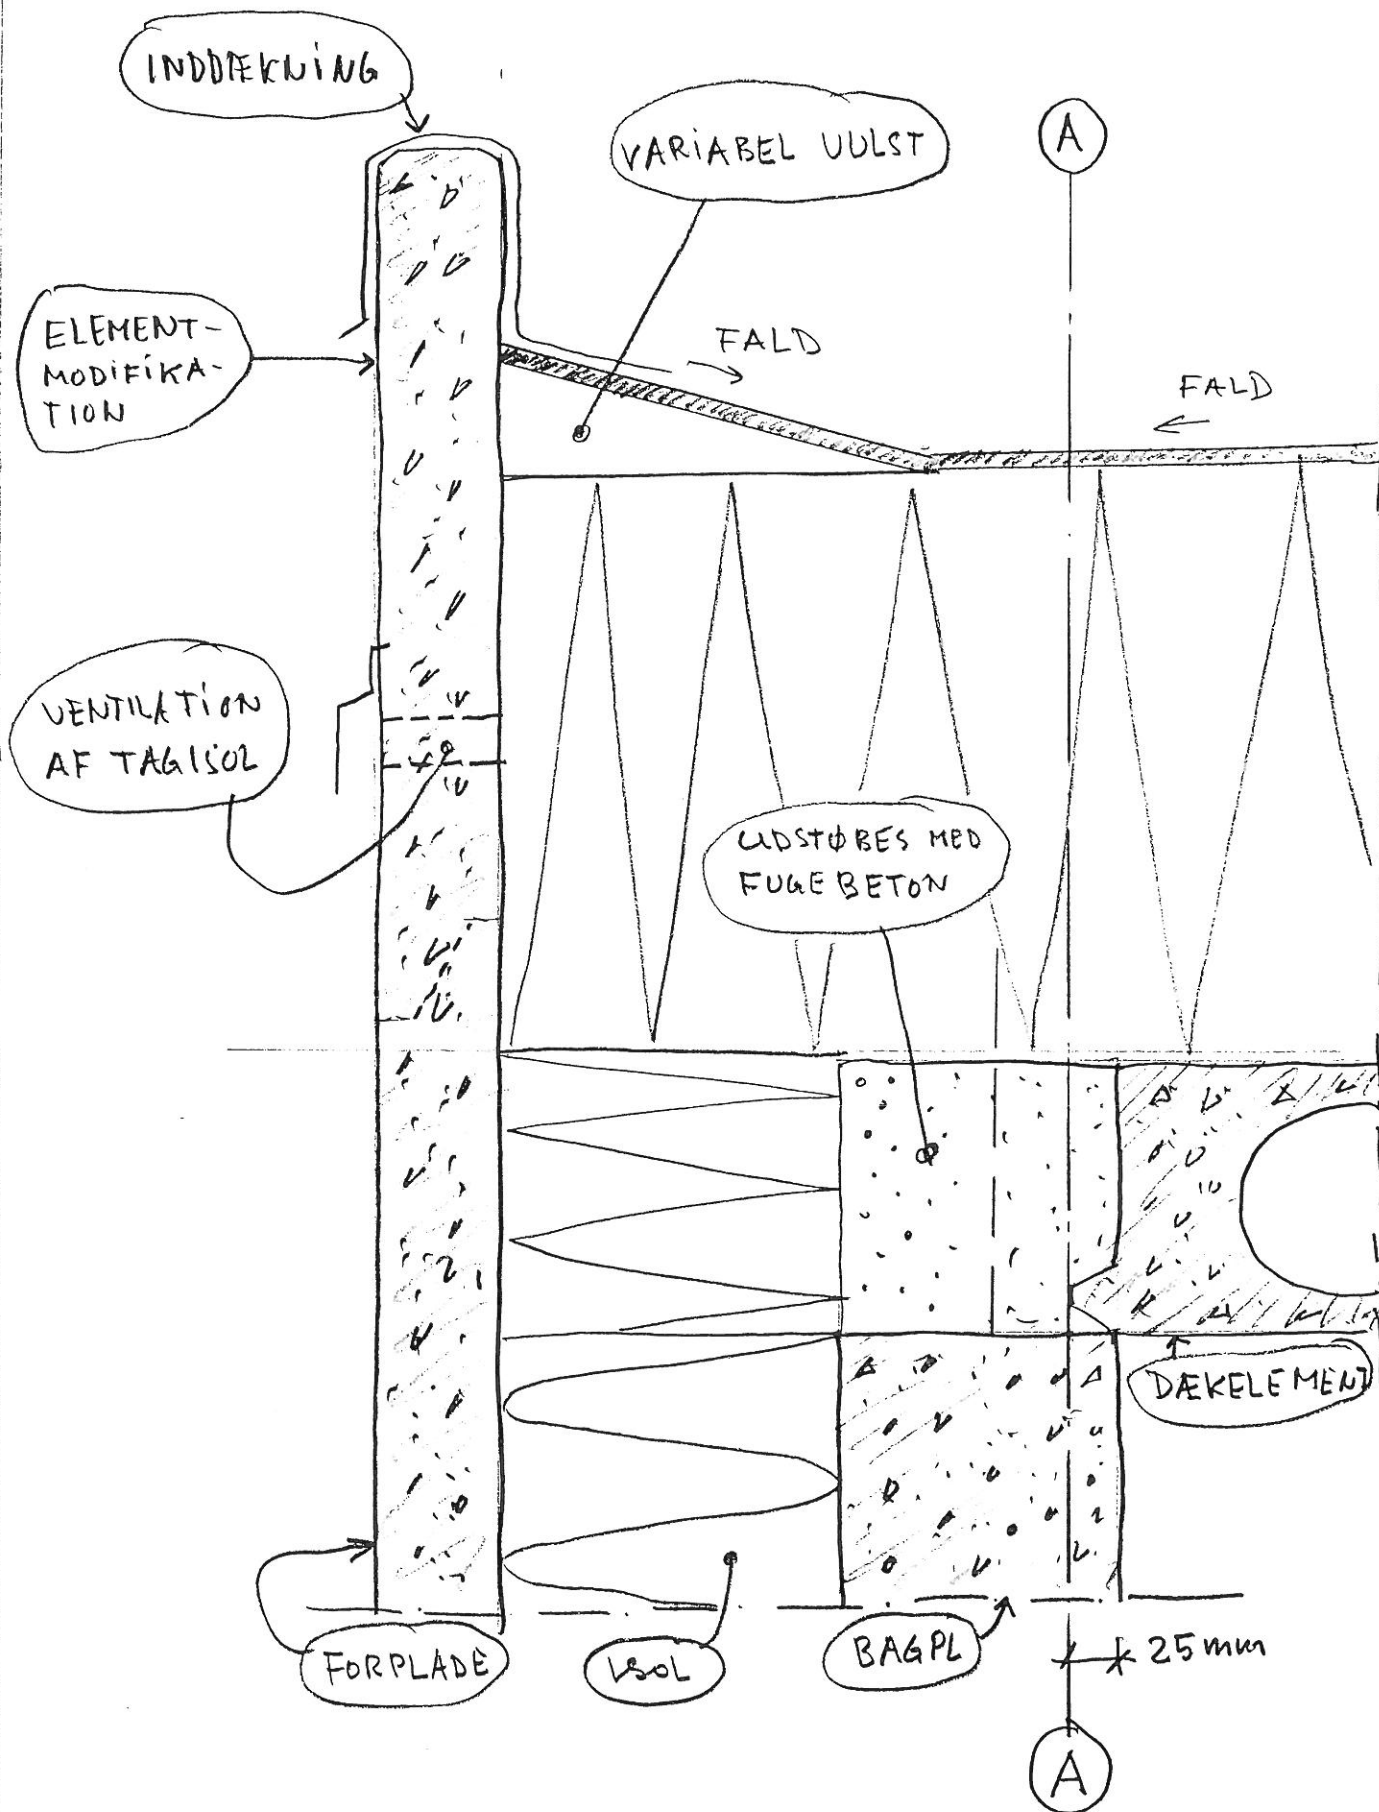 INDDÆKNING
VARIABEL VULST
A
ELEMENT-
MODIFIKA-
TION
FALD
FALD
VENTILATION
AF TAGISOL
UDSTØBES MED
FUGEBETON
DÆKELEMENT
FORPLADE
ISOL
BAGPL
25 mm
A